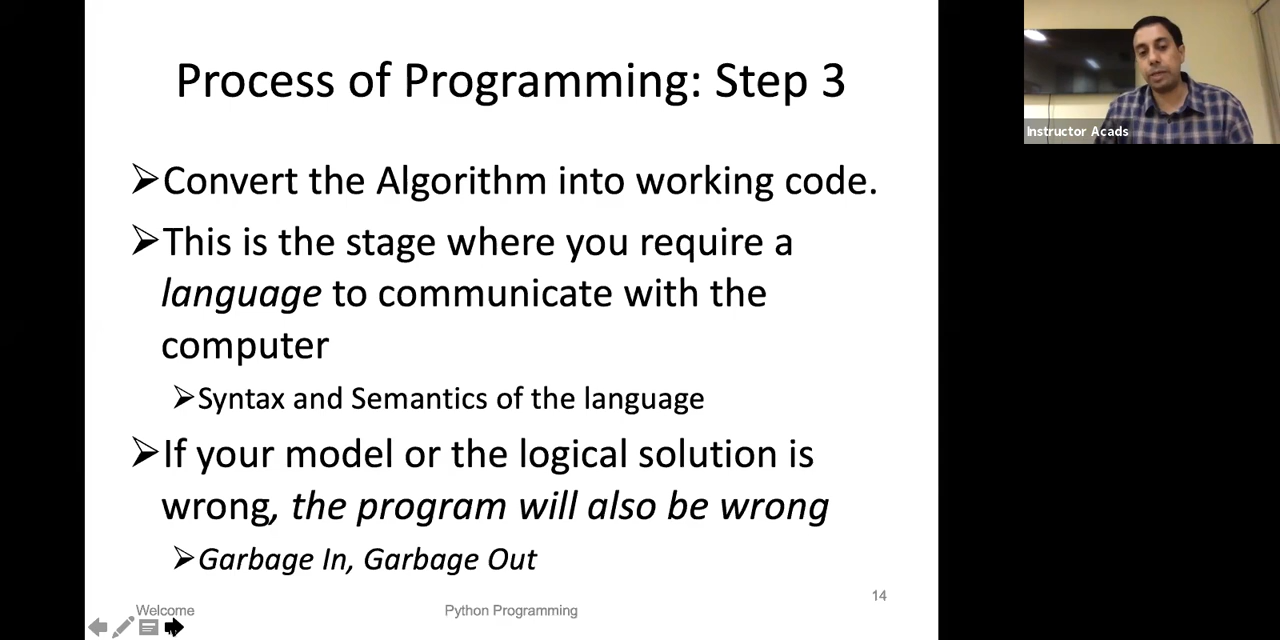 Process of Programming: Step 3
Instructor Acads
➢Convert the Algorithm into working code.
➢This is the stage where you require a
language to communicate with the
computer
➢Syntax and Semantics of the language
➢If your model or the logical solution is
wrong, the program will also be wrong
➢Garbage In, Garbage Out
Welcome
Python Programming
14